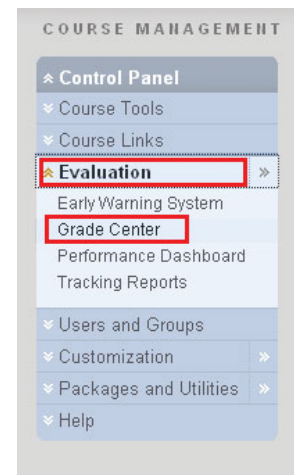 COURSE MANAGEMENT
Control Panel
Course Tools
Course Links
Evaluation
Early Warning System
Grade Center
Performance Dashboard
Tracking Reports
Users and Groups
Customization
Packages and Utilities
Help